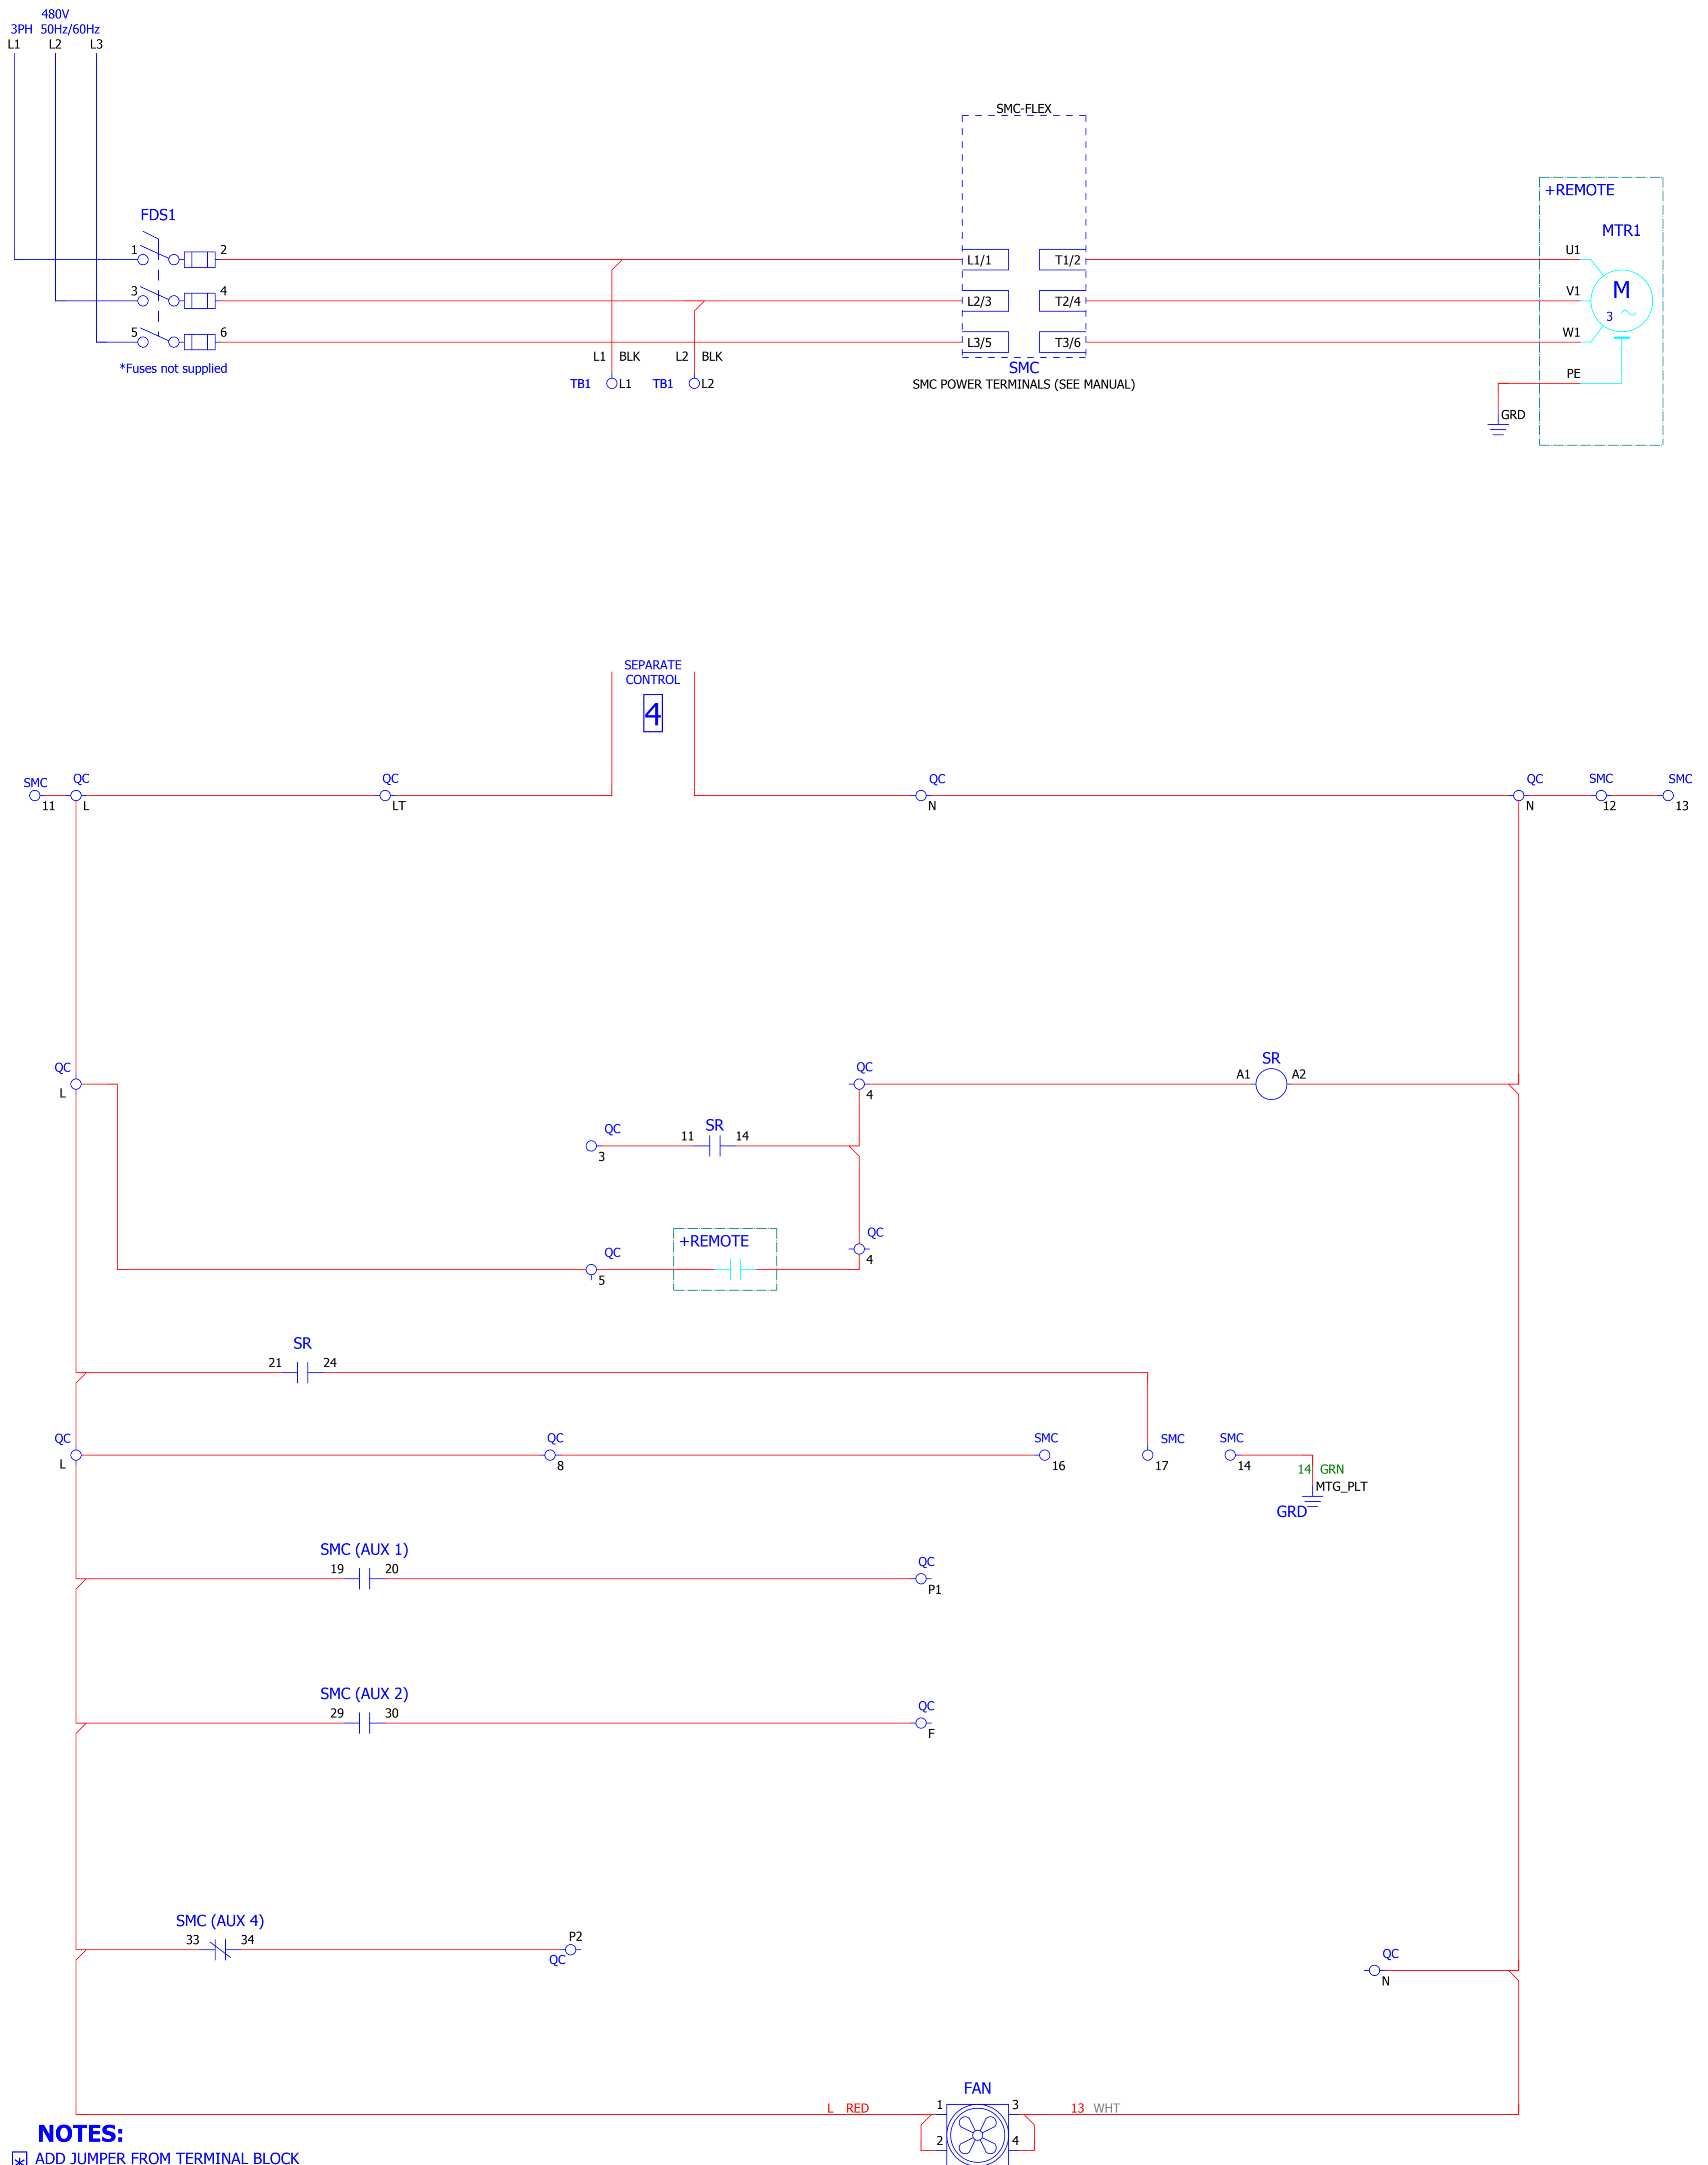 480V
3PH 50Hz/60Hz
L1 L2 L3
SMC-FLEX
+REMOTE
FDS1
MTR1
1 2
L1/1 T1/2
U1
3 4
L2/3 T2/4
V1
M
3
5 6
L3/5 T3/6
W1
L1 BLK L2 BLK
*Fuses not supplied
SMC
PE
TB1 L1 TB1 L2
SMC POWER TERMINALS (SEE MANUAL)
GRD
SEPARATE
CONTROL
4
SMC QC QC QC QC SMC SMC
11 L LT N N 12 13
QC QC SR
L 4 A1 A2
QC SR
3 11 14
QC +REMOTE QC
5 4
SR
21 24
QC QC SMC SMC SMC
L 8 16 17 14
14 GRN
MTG_PLT
GRD
SMC (AUX 1)
19 20
QC
P1
SMC (AUX 2)
29 30
QC
F
SMC (AUX 4)
33 34
P2
QC
QC
N
FAN
L RED 1 3 13 WHT
2 4
NOTES:
* ADD JUMPER FROM TERMINAL BLOCK